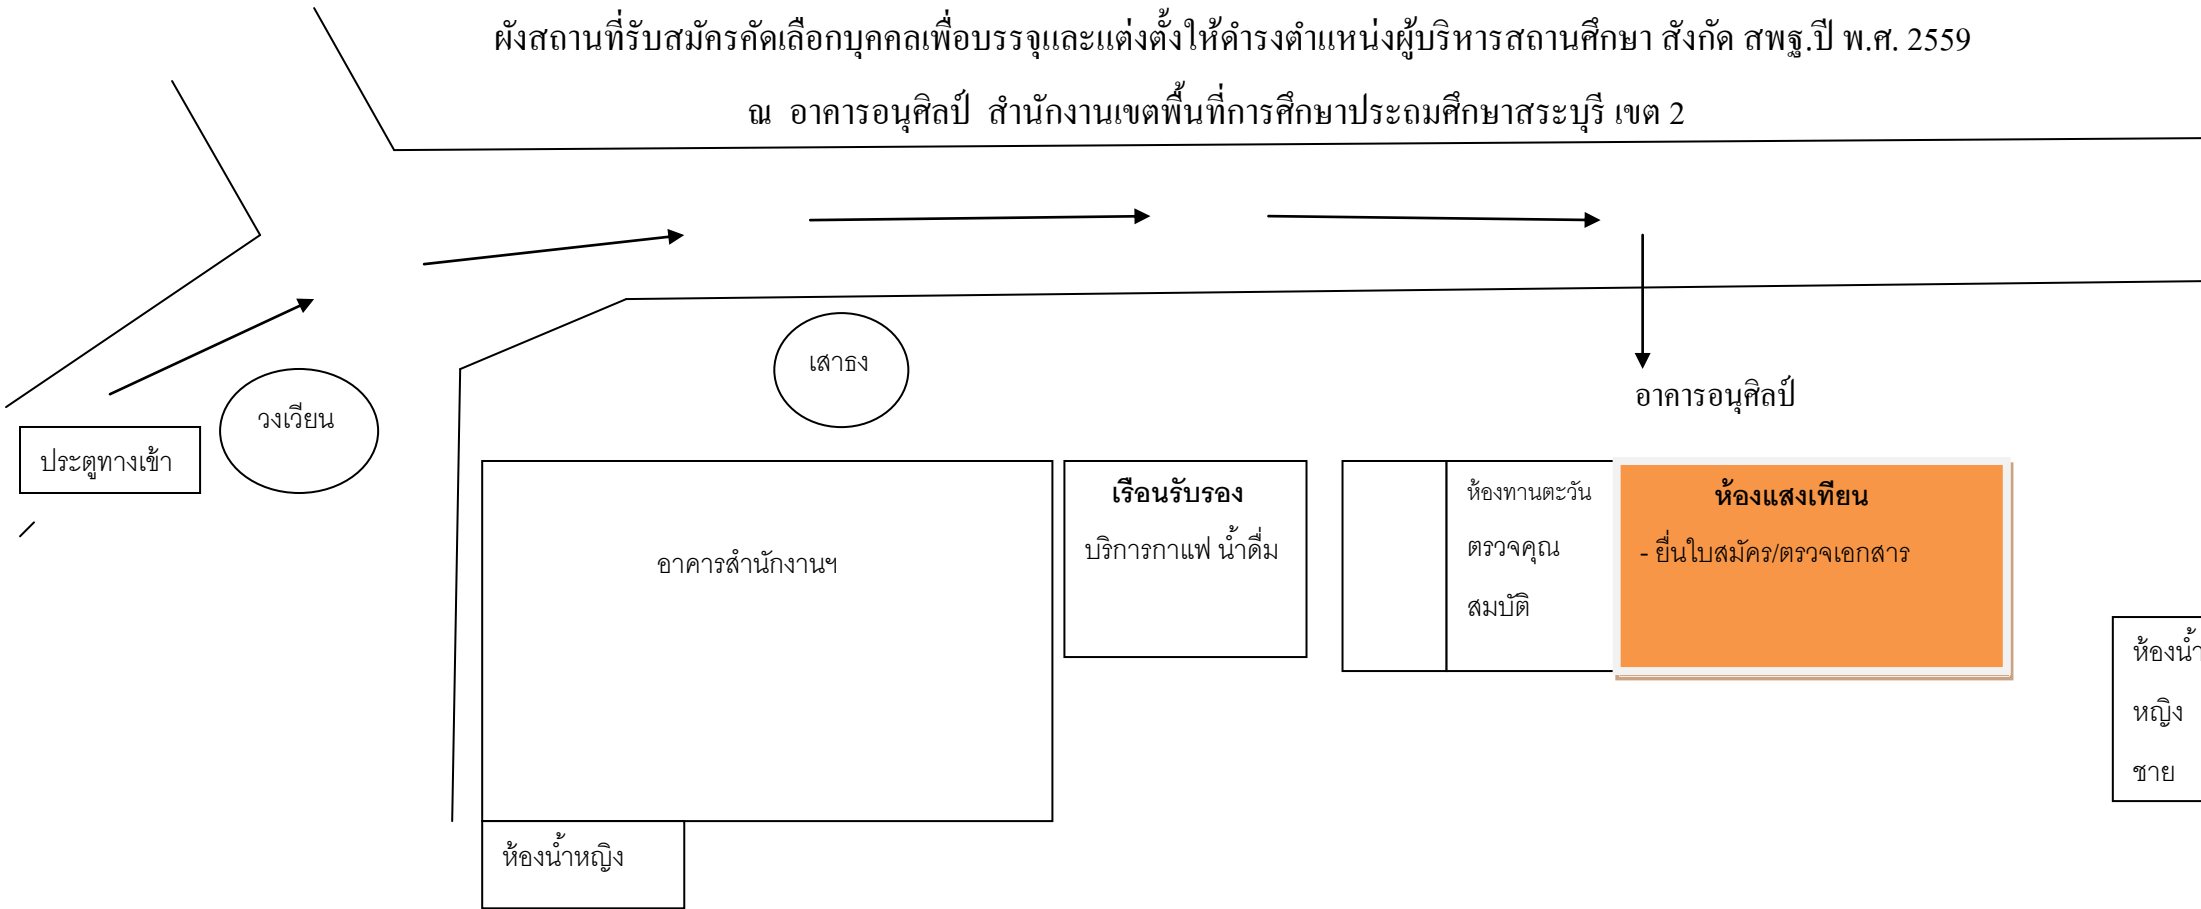 ผังสถานที่รับสมัครคัดเลือกบุคคลเพื่อบรรจุและแต่งตั้งให้ดำรงตำแหน่งผู้บริหารสถานศึกษา สังกัด สพฐ.ปี พ.ศ. 2559
ณ อาคารอนุศิลป์ สำนักงานเขตพื้นที่การศึกษาประถมศึกษาสระบุรี เขต 2
เสาธง
วงเวียน
ประตูทางเข้า
อาคารอนุศิลป์
อาคารสำนักงานฯ
เรือนรับรอง
บริการกาแฟ น้ำดื่ม
ห้องทานตะวัน
ตรวจคุณ
สมบัติ
ห้องแสงเทียน
- ยื่นใบสมัคร/ตรวจเอกสาร
ห้องน้ำ
หญิง
ชาย
ห้องน้ำหญิง